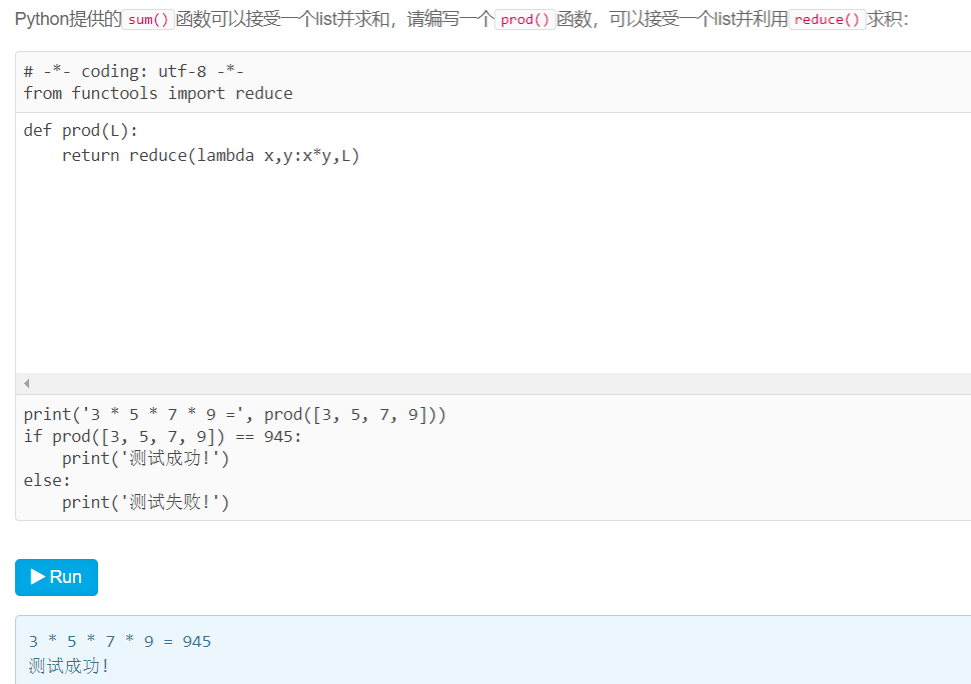 Python提供的sum()函数可以接受一个list并求和，请编写一个prod()函数，可以接受一个list并利用reduce()求积：
# -*- coding: utf-8 -*-
from functools import reduce
def prod(L):
    return reduce(lambda x,y:x*y,L)
print('3 * 5 * 7 * 9 =', prod([3, 5, 7, 9]))
if prod([3, 5, 7, 9]) == 945:
    print('测试成功!')
else:
    print('测试失败!')
Run
3 * 5 * 7 * 9 = 945
测试成功!